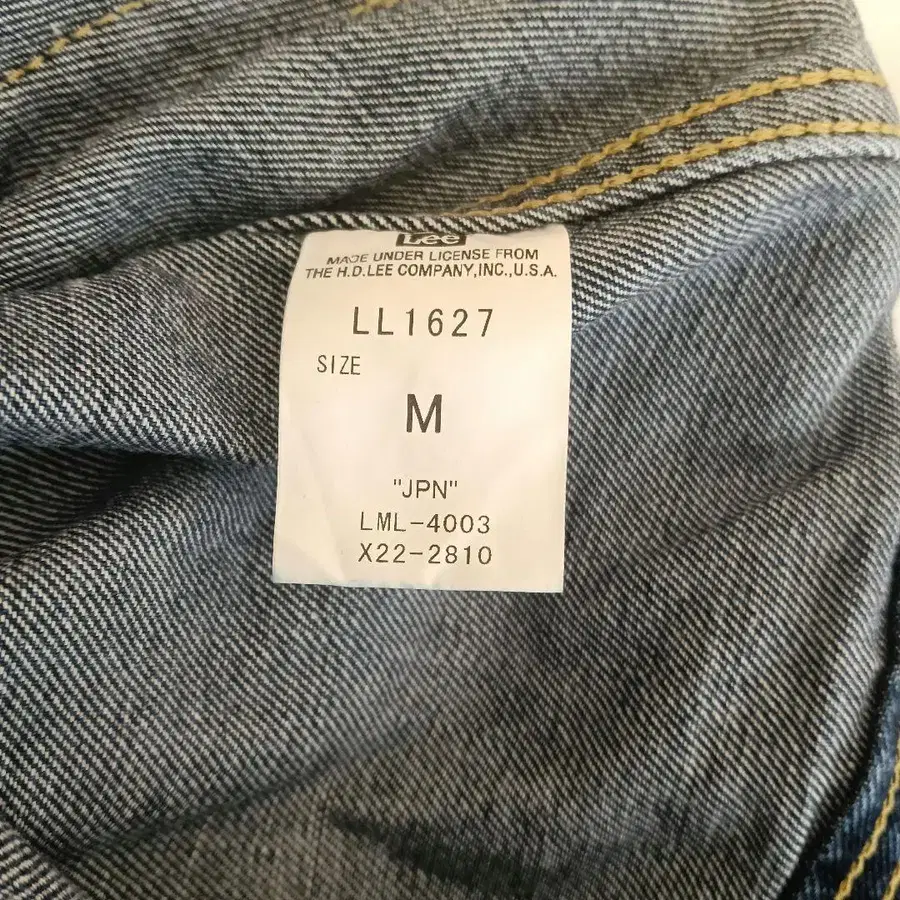 Lee
MADE UNDER LICENSE FROM
THE H.D.LEE COMPANY,INC.,U.S.A.
LL1627
SIZE
M
"JPN"
LML-4003
X22-2810